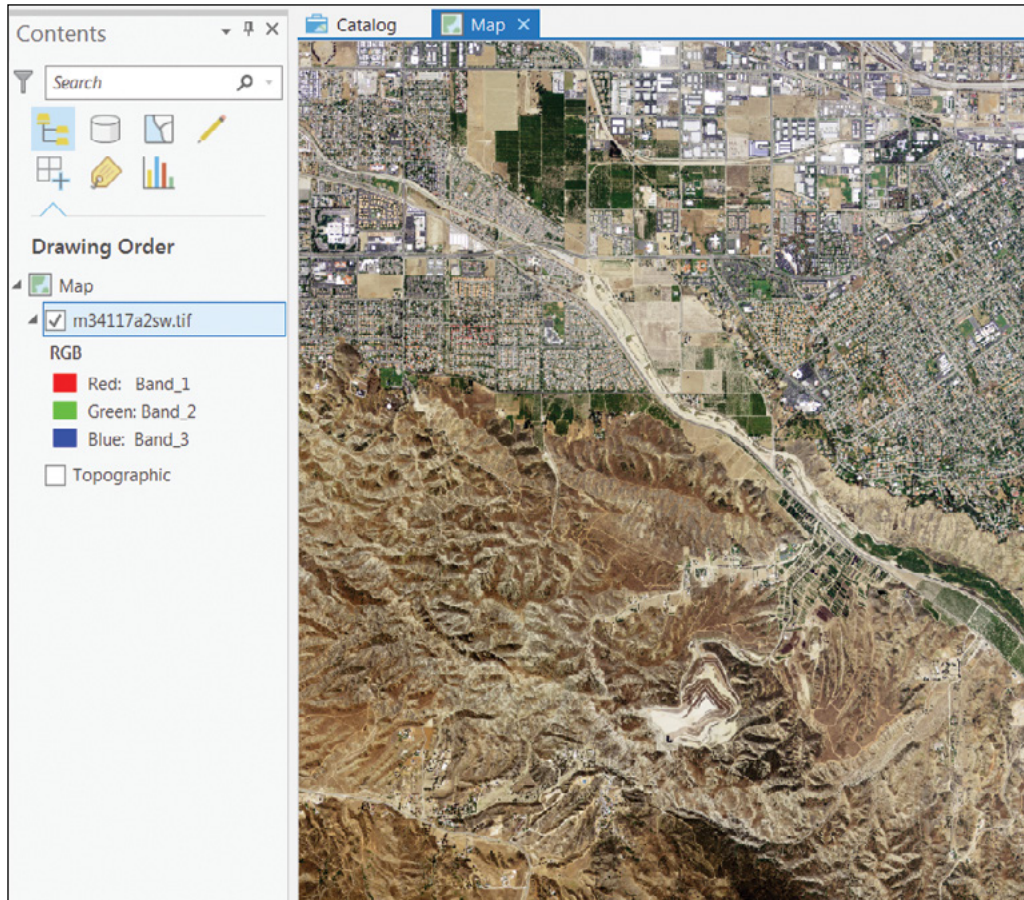 Contents
Catalog
Map
Search
Drawing Order
Map
m34117a2sw.tif
RGB
Red: Band_1
Green: Band_2
Blue: Band_3
Topographic